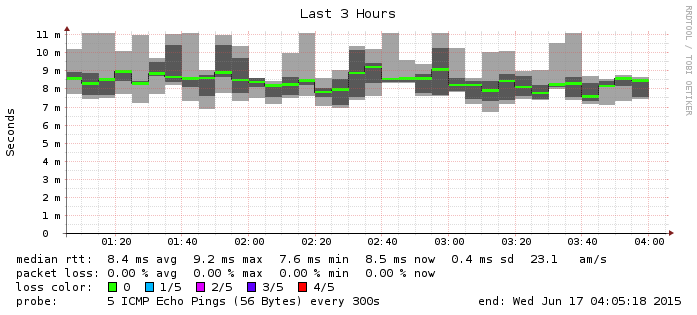 Last 3 Hours
RRDTOOL / TOBI OETIKER
Seconds
11 m
10 m
9 m
8 m
7 m
6 m
5 m
4 m
3 m
2 m
1 m
0
01:20 01:40 02:00 02:20 02:40 03:00 03:20 03:40 04:00
median rtt: 8.4 ms avg 9.2 ms max 7.6 ms min 8.5 ms now 0.4 ms sd 23.1 am/s
packet loss: 0.00 % avg 0.00 % max 0.00 % min 0.00 % now
loss color: 0 1/5 2/5 3/5 4/5
probe: 5 ICMP Echo Pings (56 Bytes) every 300s end: Wed Jun 17 04:05:18 2015